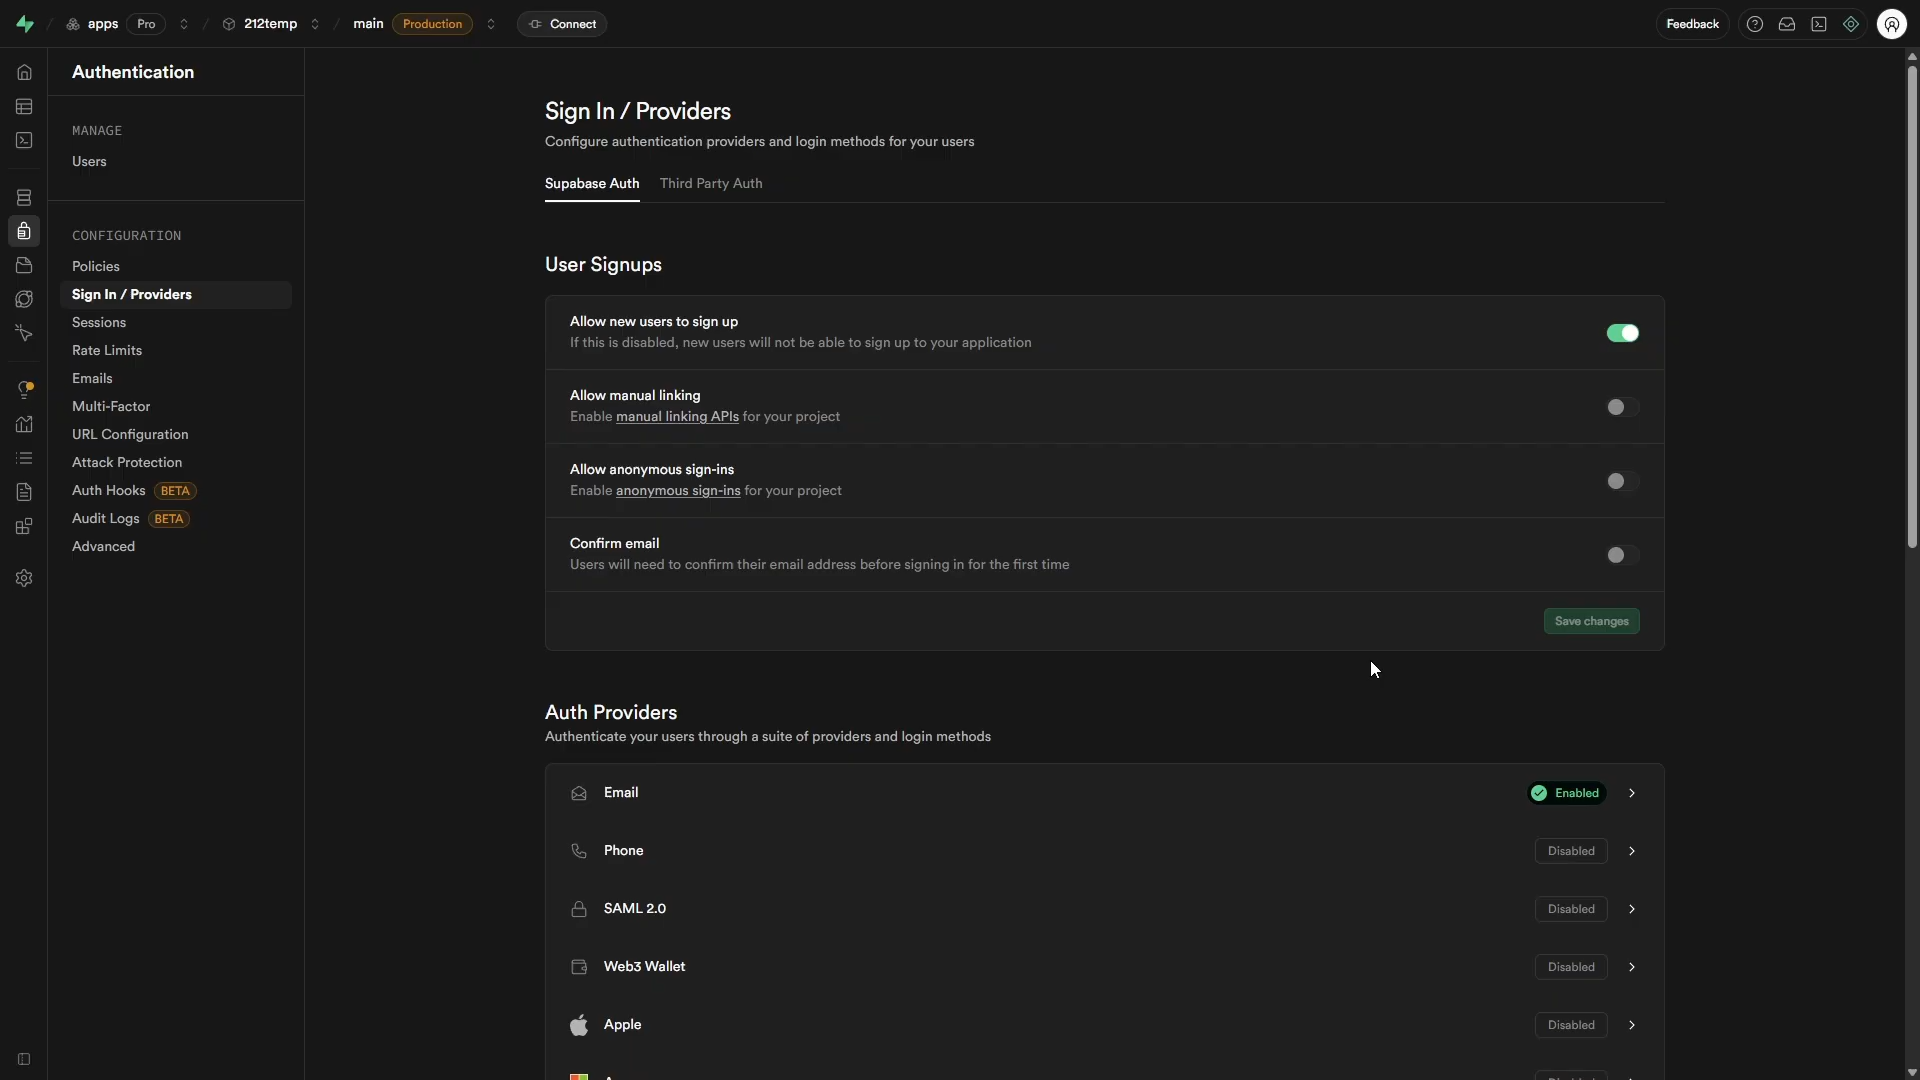 apps Pro 212temp main Production Connect Feedback
Authentication
MANAGE
Users
CONFIGURATION
Policies
Sign In / Providers
Sessions
Rate Limits
Emails
Multi-Factor
URL Configuration
Attack Protection
Auth Hooks BETA
Audit Logs BETA
Advanced
Sign In / Providers
Configure authentication providers and login methods for your users
Supabase Auth Third Party Auth
User Signups
Allow new users to sign up
If this is disabled, new users will not be able to sign up to your application
Allow manual linking
Enable manual linking APIs for your project
Allow anonymous sign-ins
Enable anonymous sign-ins for your project
Confirm email
Users will need to confirm their email address before signing in for the first time
Save changes
Auth Providers
Authenticate your users through a suite of providers and login methods
Email Enabled
Phone Disabled
SAML 2.0 Disabled
Web3 Wallet Disabled
Apple Disabled